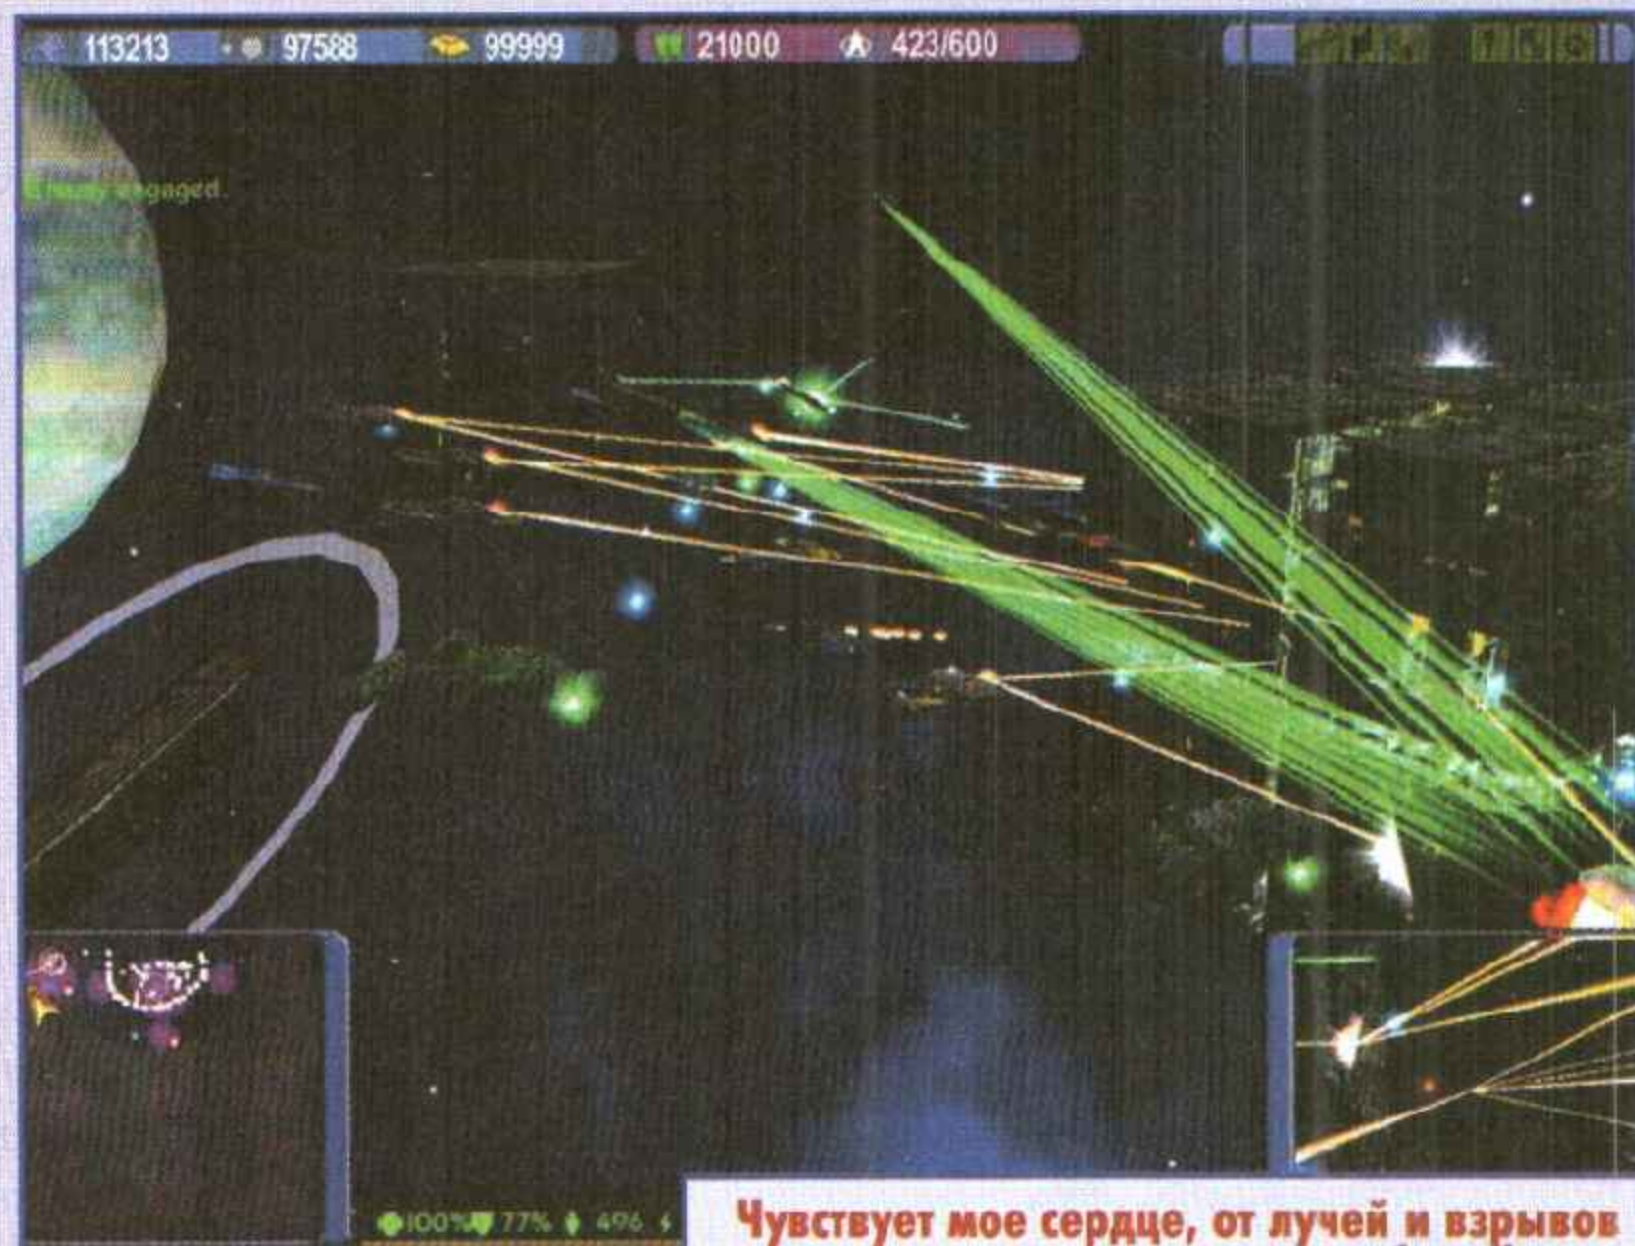 113213 97588 99999 21000 423/600
engaged.
100% 77% 496
Чувствует мое сердце, от лучей и взрывов